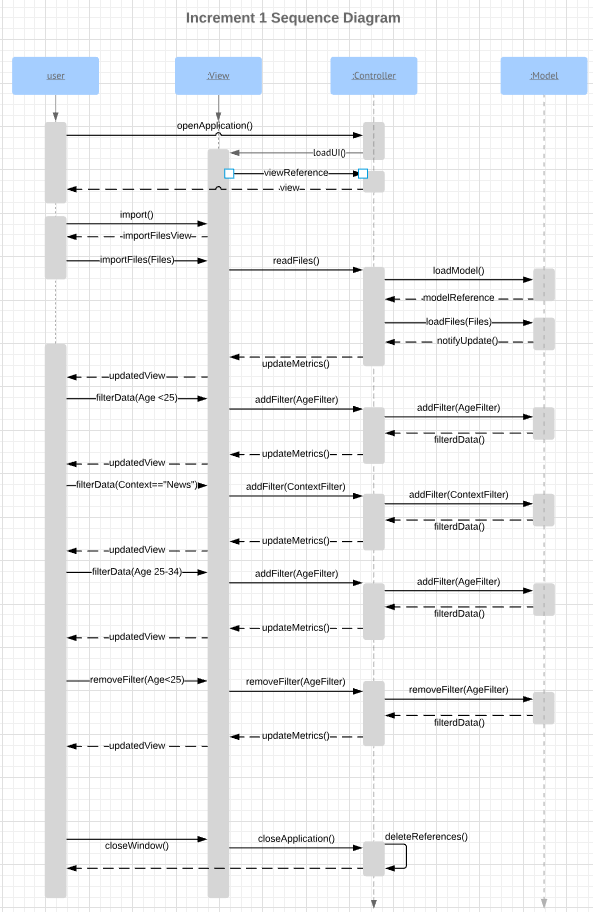 Increment 1 Sequence Diagram
user
:View
:Controller
:Model
openApplication()
loadUI()
viewReference
view
import()
importFilesView
importFiles(Files)
readFiles()
loadModel()
modelReference
loadFiles(Files)
notifyUpdate()
updateMetrics()
updatedView
filterData(Age <25)
addFilter(AgeFilter)
addFilter(AgeFilter)
filterdData()
updateMetrics()
updatedView
filterData(Context=="News")
addFilter(ContextFilter)
addFilter(ContextFilter)
filterdData()
updateMetrics()
updatedView
filterData(Age 25-34)
addFilter(AgeFilter)
addFilter(AgeFilter)
filterdData()
updateMetrics()
updatedView
removeFilter(Age<25)
removeFilter(AgeFilter)
removeFilter(AgeFilter)
filterdData()
updateMetrics()
updatedView
closeWindow()
closeApplication()
deleteReferences()